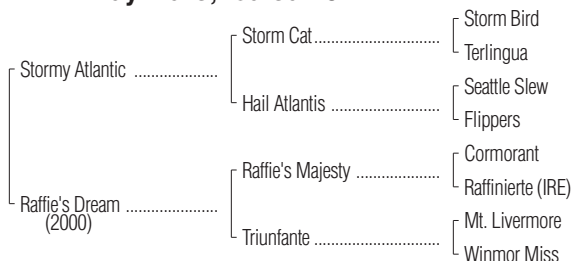 Storm Bird
Storm Cat
Terlingua
Stormy Atlantic
Seattle Slew
Hail Atlantis
Flippers
Cormorant
Raffie's Majesty
Raffinierte (IRE)
Raffie's Dream
(2000)
Mt. Livermore
Triunfante
Winmor Miss